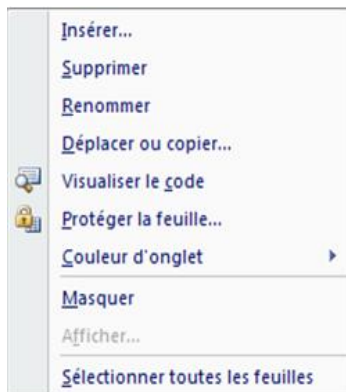 Insérer...
Supprimer
Renommer
Déplacer ou copier...
Visualiser le code
Protéger la feuille...
Couleur d'onglet
Masquer
Afficher...
Sélectionner toutes les feuilles